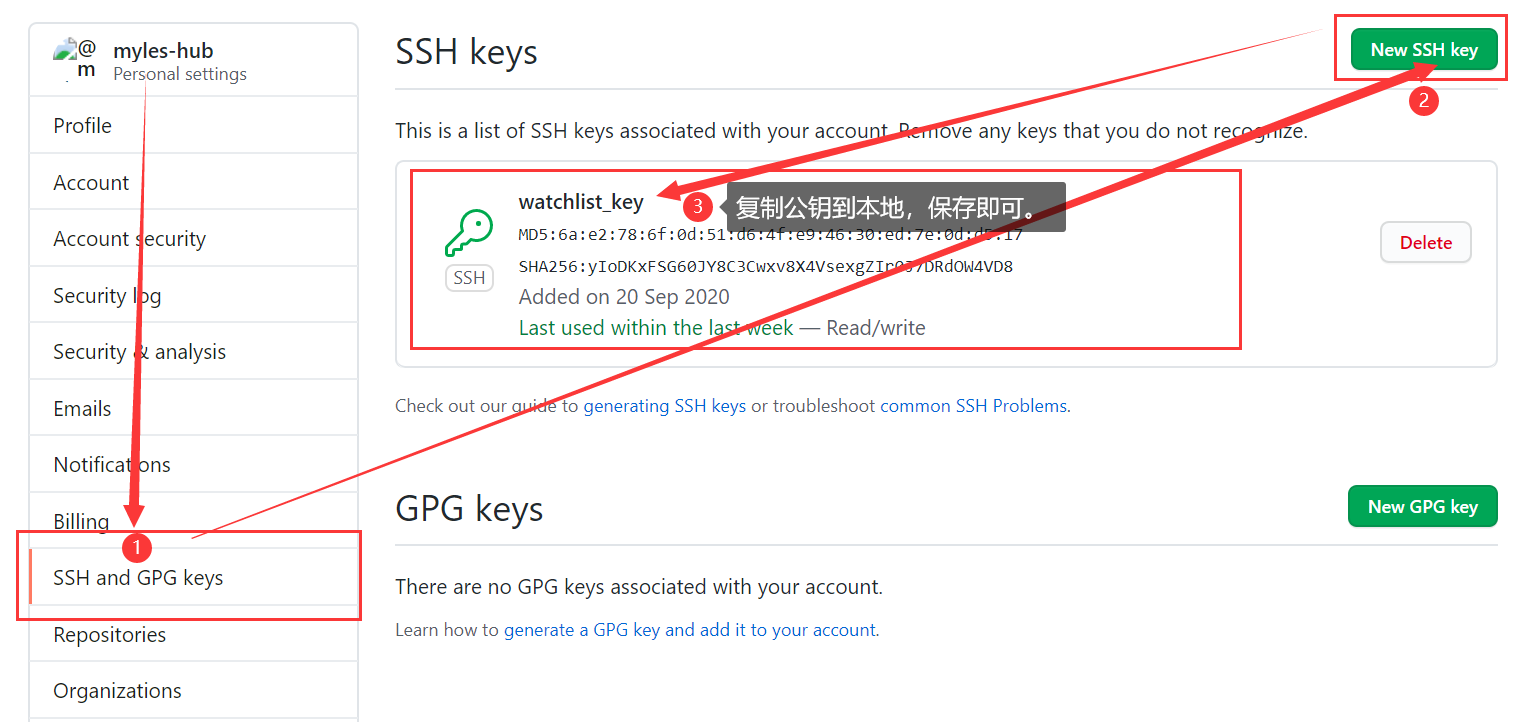 @
m
myles-hub
Personal settings
Profile
Account
Account security
Security log
Security & analysis
Emails
Notifications
Billing
1
SSH and GPG keys
Repositories
Organizations
SSH keys
New SSH key
2
This is a list of SSH keys associated with your account. Remove any keys that you do not recognize.
watchlist_key
3
复制公钥到本地，保存即可。
MD5:6a:e2:78:6f:0d:51:d6:4f:e9:46:30:ed:7e:0d:d5:17
SHA256:yIoDKxFSG60JY8C3Cwxv8X4VsexgZIr0J7DRdOW4VD8
SSH
Added on 20 Sep 2020
Last used within the last week — Read/write
Delete
Check out our guide to generating SSH keys or troubleshoot common SSH Problems.
GPG keys
New GPG key
There are no GPG keys associated with your account.
Learn how to generate a GPG key and add it to your account.